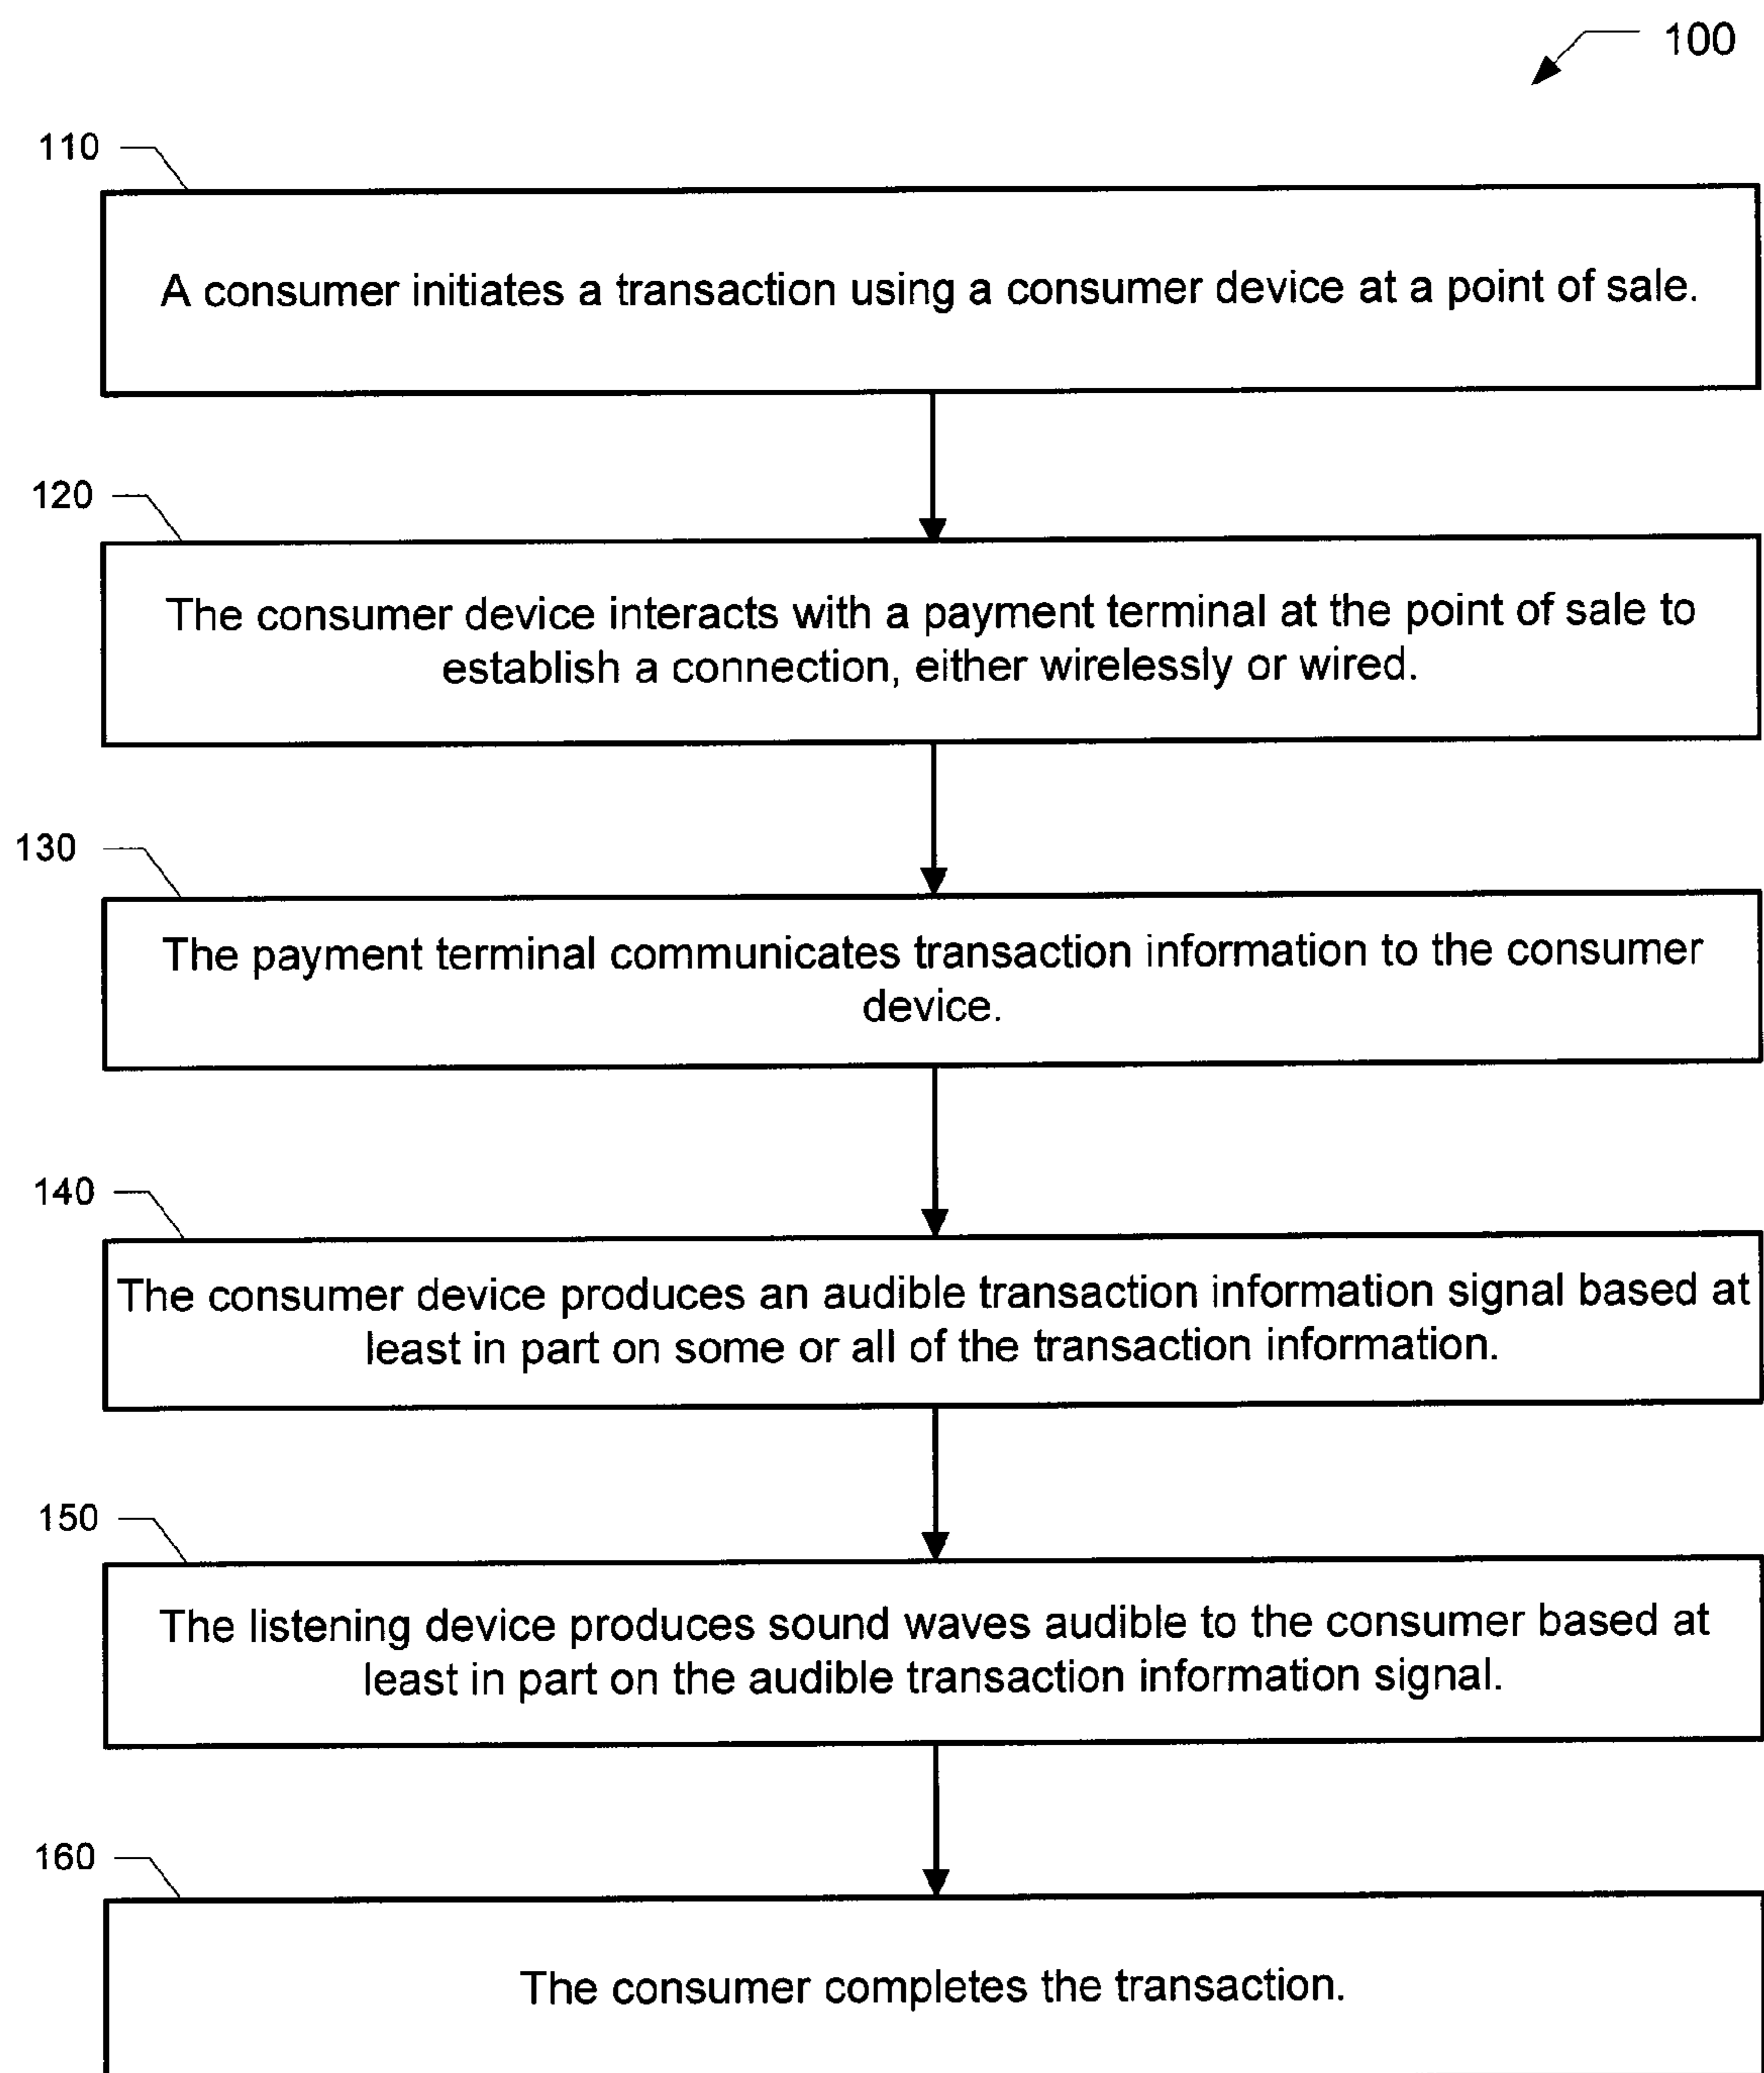 100
110
A consumer initiates a transaction using a consumer device at a point of sale.
120
The consumer device interacts with a payment terminal at the point of sale to
establish a connection, either wirelessly or wired.
130
The payment terminal communicates transaction information to the consumer
device.
140
The consumer device produces an audible transaction information signal based at
least in part on some or all of the transaction information.
150
The listening device produces sound waves audible to the consumer based at
least in part on the audible transaction information signal.
160
The consumer completes the transaction.